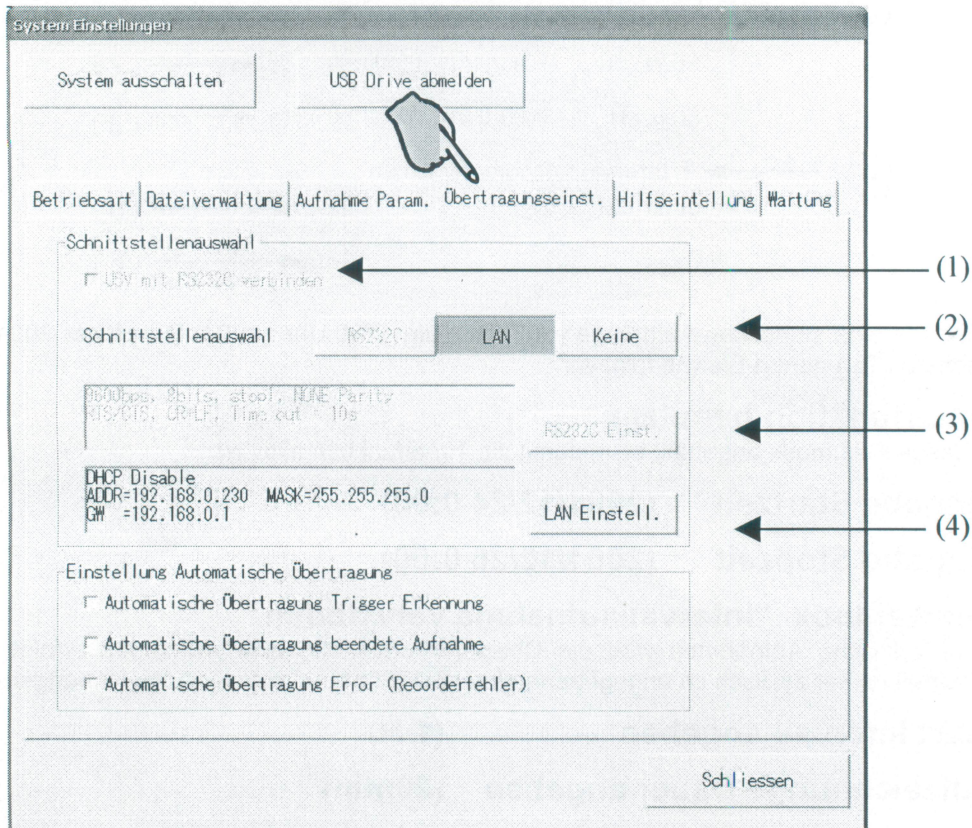 System Einstellungen
System ausschalten
USB Drive abmelden
Betriebsart
Dateiverwaltung
Aufnahme Param.
Übertragungseinst.
Hilfseintellung
Wartung
Schnittstellenauswahl
USV mit RS232C verbinden
(1)
Schnittstellenauswahl
RS232C
LAN
Keine
(2)
9600bps, 8bits, stop1, NONE Parity
RTS/CTS, CR+LF, Time out = 10s
RS232C Einst.
(3)
DHCP Disable
ADDR=192.168.0.230 MASK=255.255.255.0
GW =192.168.0.1
LAN Einstell.
(4)
Einstellung Automatische Übertragung
Automatische Übertragung Trigger Erkennung
Automatische Übertragung beendete Aufnahme
Automatische Übertragung Error (Recorderfehler)
Schliessen